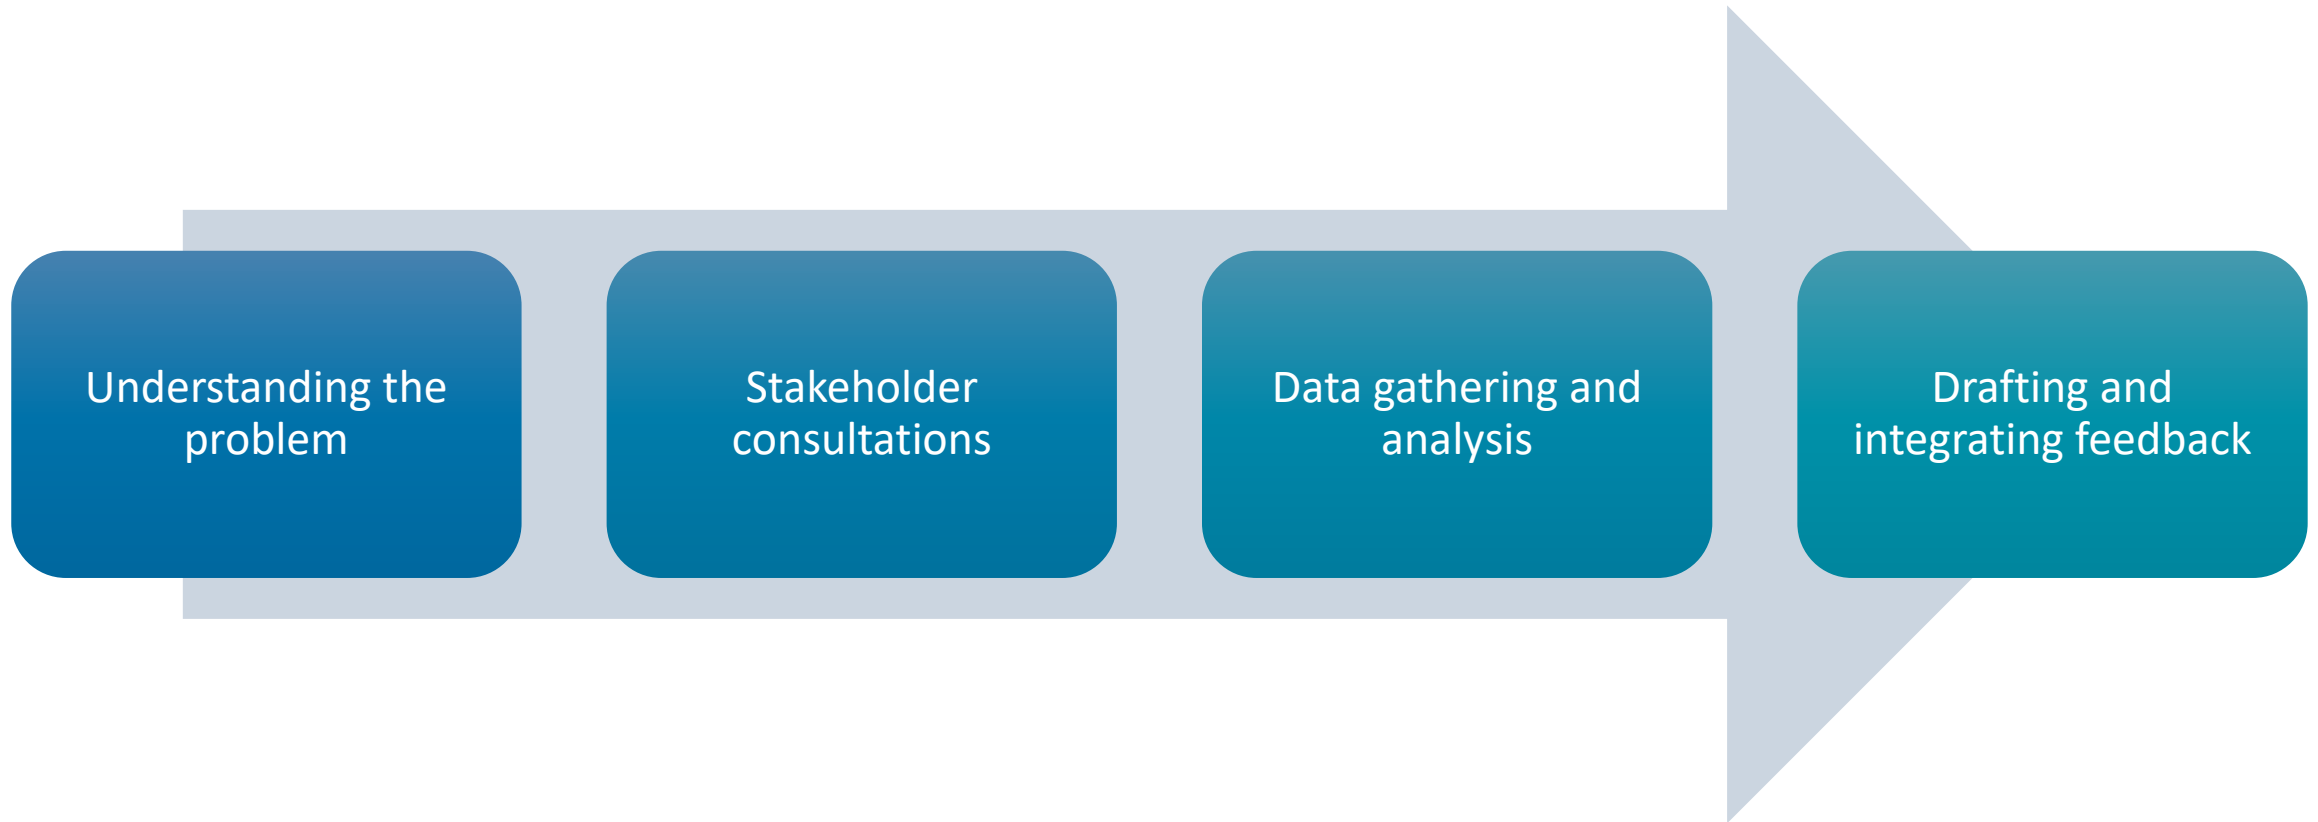 Understanding the
problem
Stakeholder
consultations
Data gathering and
analysis
Drafting and
integrating feedback